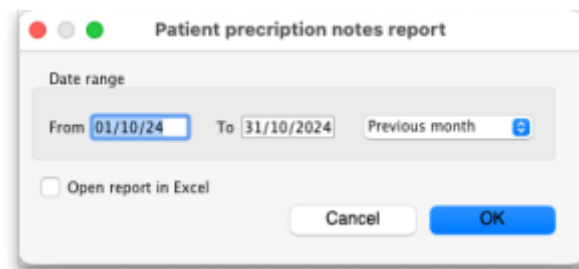 Patient precription notes report
Date range
From 01/10/24 To 31/10/2024 Previous month
Open report in Excel
Cancel OK